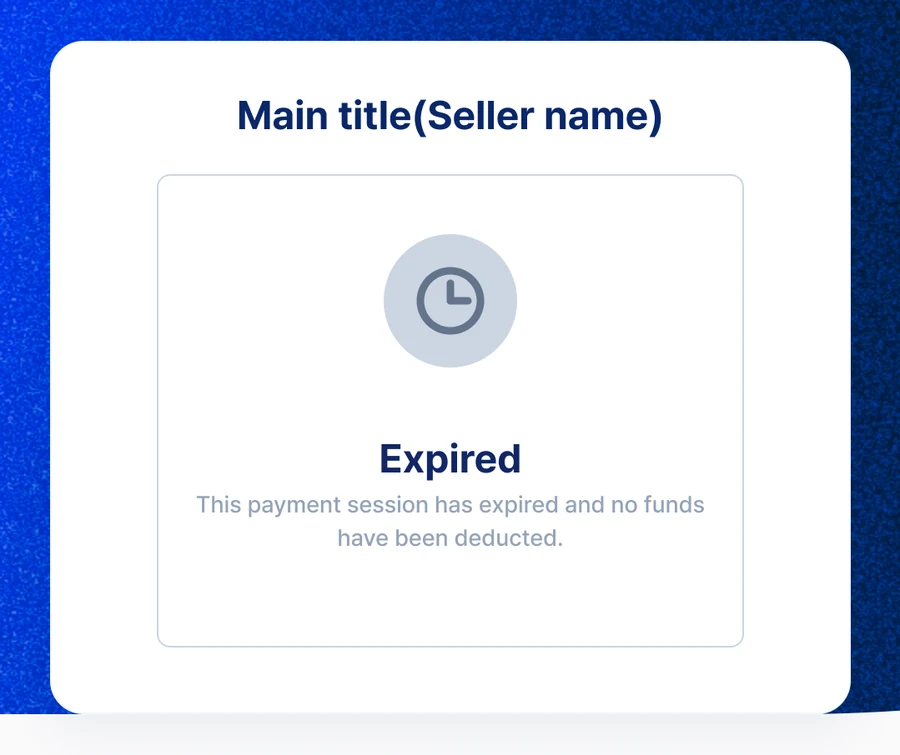 Main title(Seller name)
Expired
This payment session has expired and no funds
have been deducted.